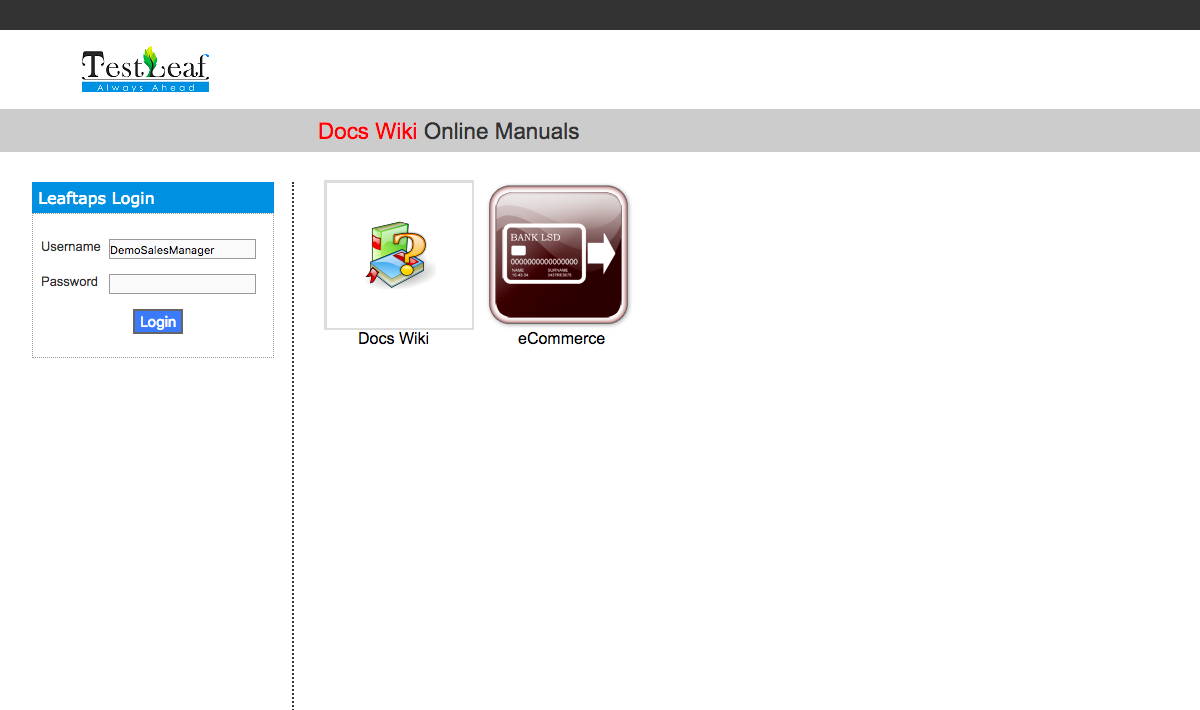 TestLeaf
Always Ahead
Docs Wiki Online Manuals
Leaftaps Login
Username DemoSalesManager
Password
Login
BANK LSD
0000000000000000
NAME SURNAME
Docs Wiki
eCommerce